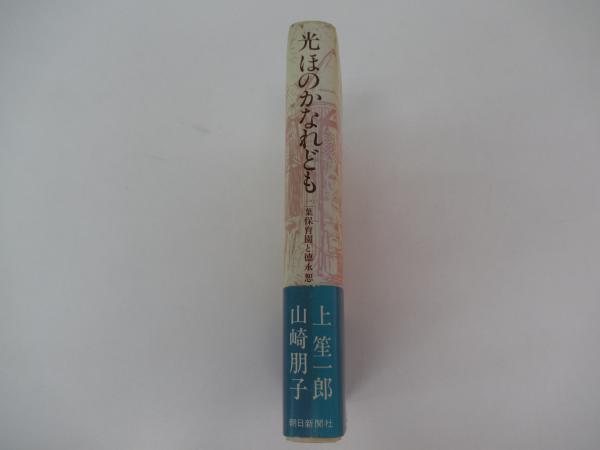 光ほのかなれども
二葉保育園と徳永恕
上 笙一郎
山崎朋子
朝日新聞社